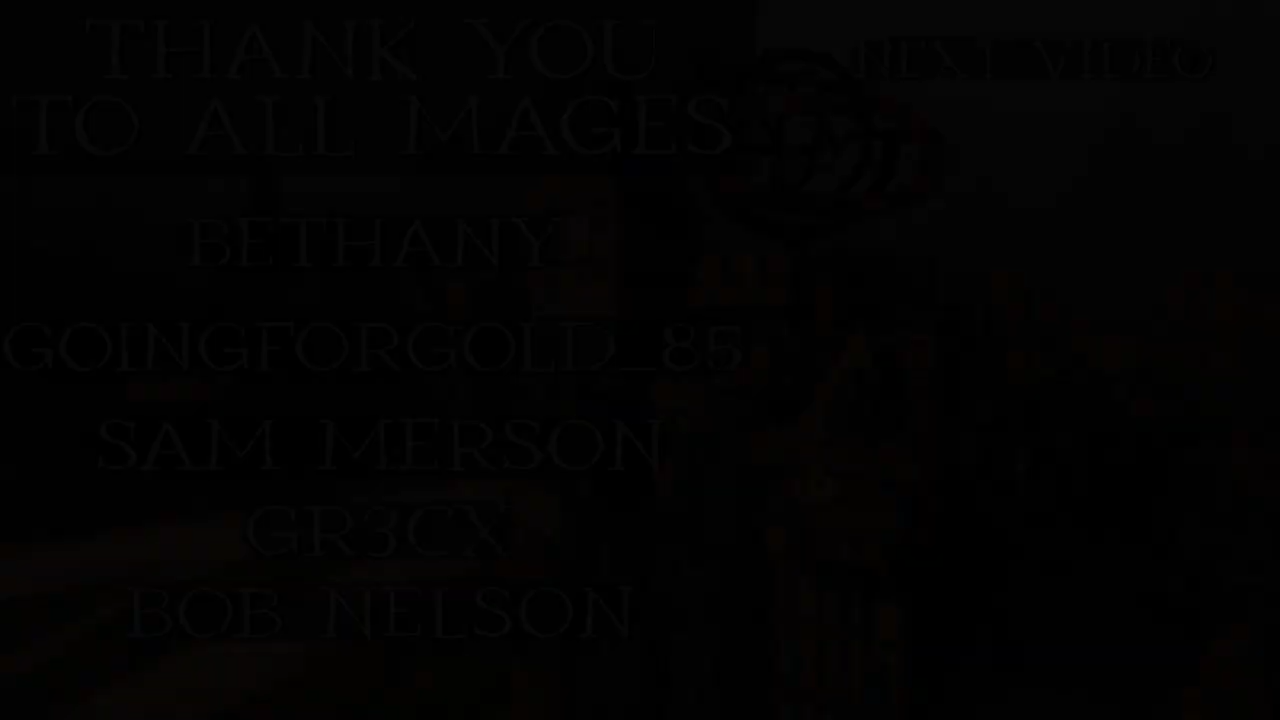 THANK YOU
TO ALL MAGES
NEXT VIDEO
BETHANY
GOINGFORGOLD_85
SAM MERSON
GR3CX
BOB NELSON